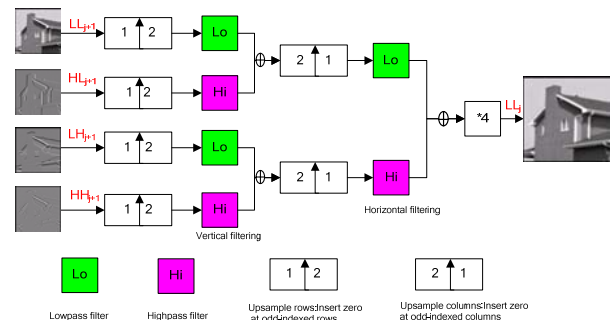 LLj+1
1 2
Lo
2 1
Lo
HLj+1
1 2
Hi
LLj
*4
LHj+1
1 2
Lo
2 1
Hi
HHj+1
1 2
Hi
Vertical filtering
Horizontal filtering
Lo
Hi
1 2
2 1
Lowpass filter
Highpass filter
Upsample rows:Insert zero
at odd-indexed rows
Upsample columns:Insert zero
at odd-indexed columns